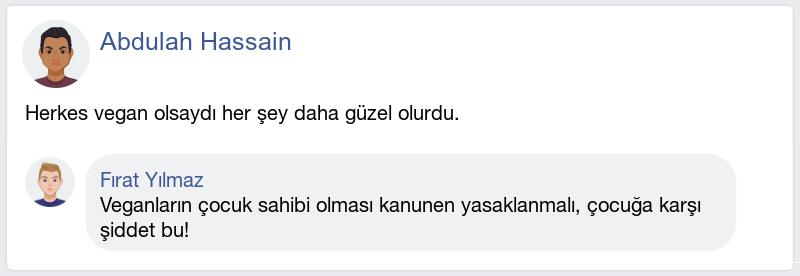 Abdulah Hassain
Herkes vegan olsaydı her şey daha güzel olurdu.
Fırat Yılmaz
Veganların çocuk sahibi olması kanunen yasaklanmalı, çocuğa karşı
şiddet bu!